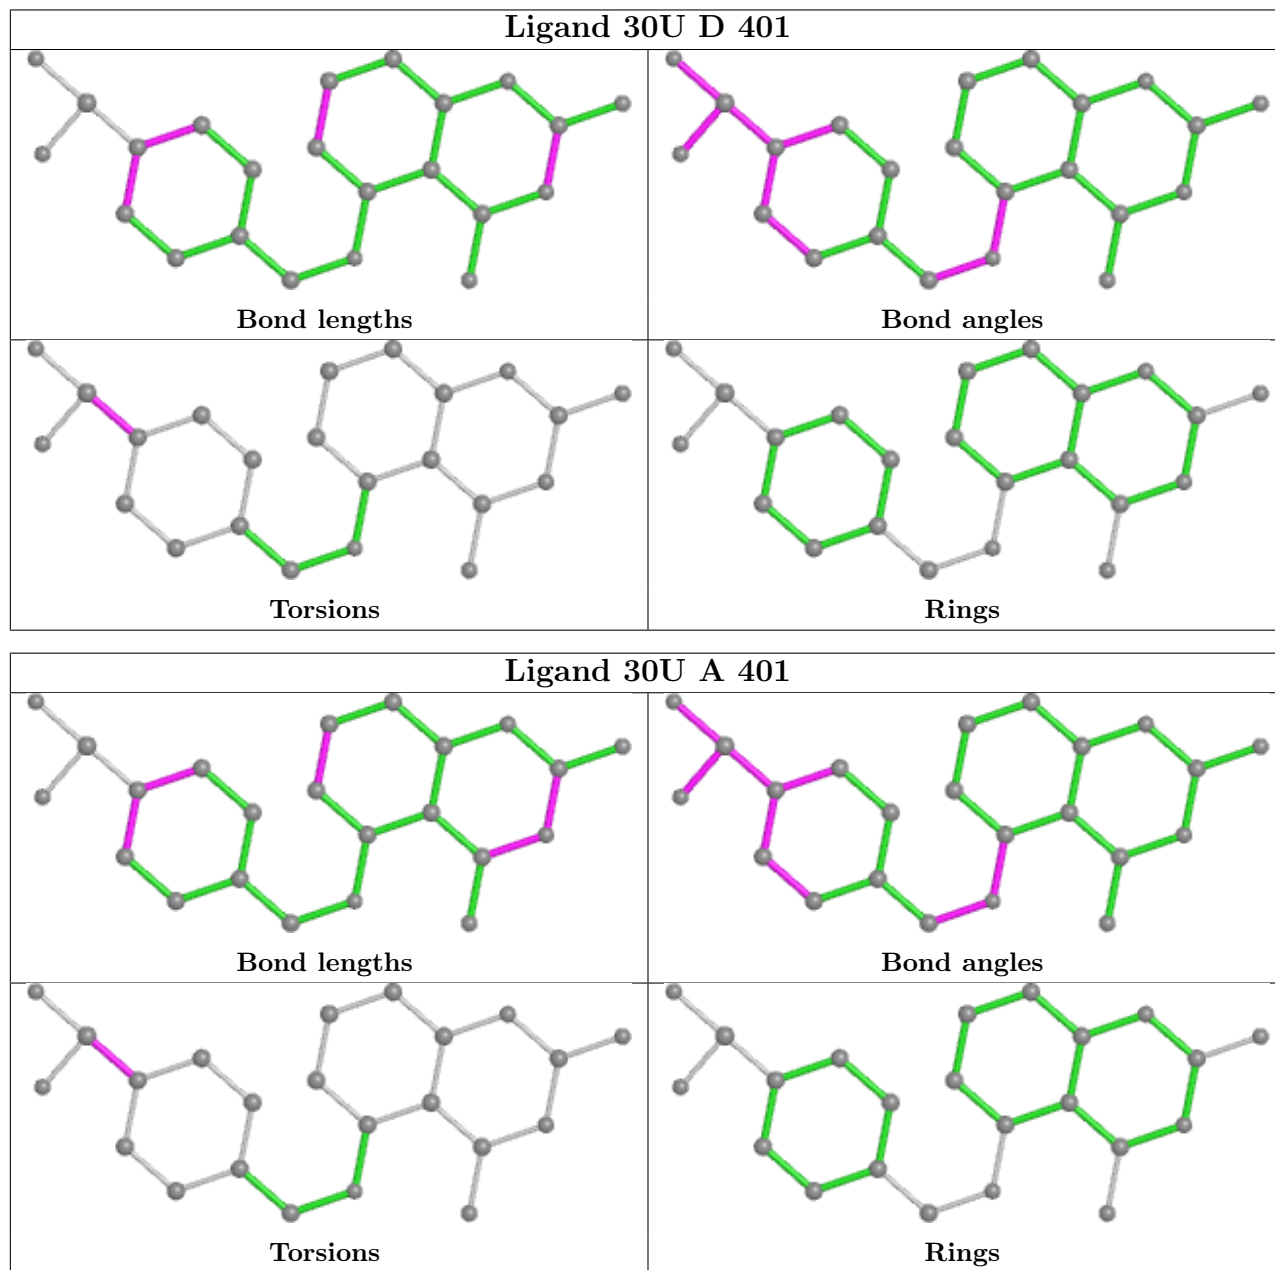 Ligand 30U D 401
Bond lengths
Bond angles
Torsions
Rings
Ligand 30U A 401
Bond lengths
Bond angles
Torsions
Rings